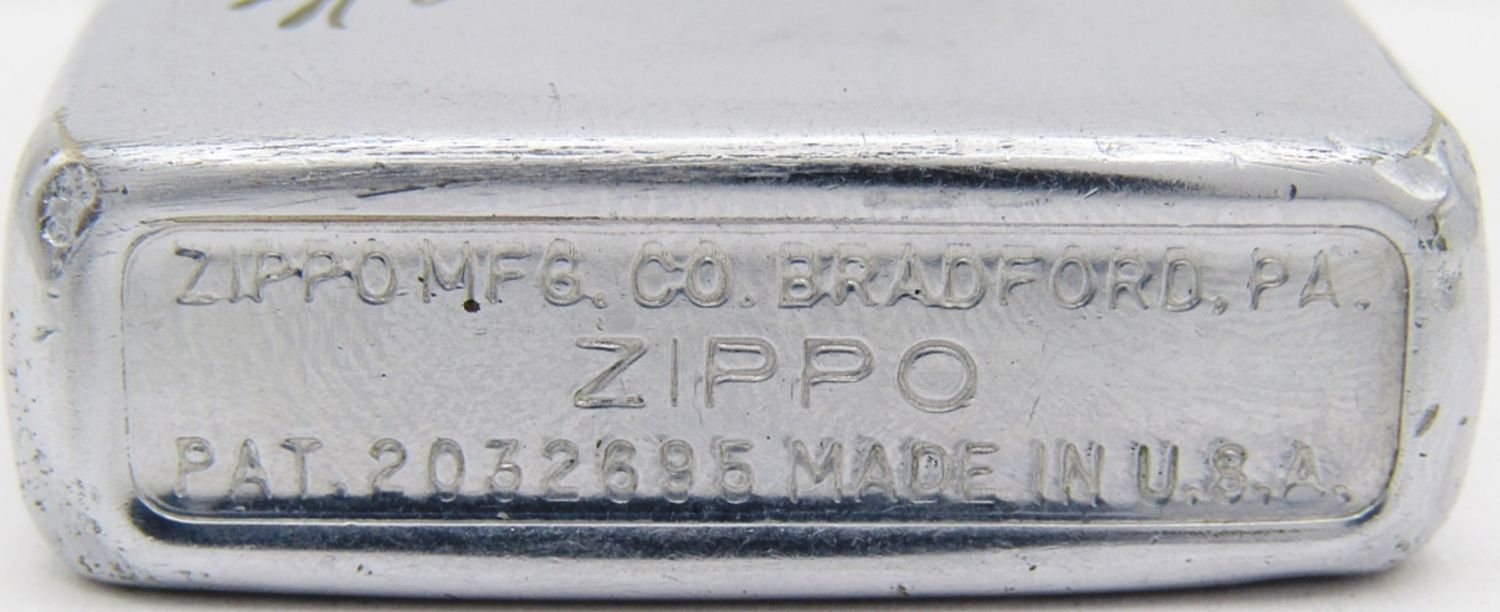 ZIPPO MFG. CO. BRADFORD, PA.
ZIPPO
PAT. 2032695 MADE IN U.S.A.